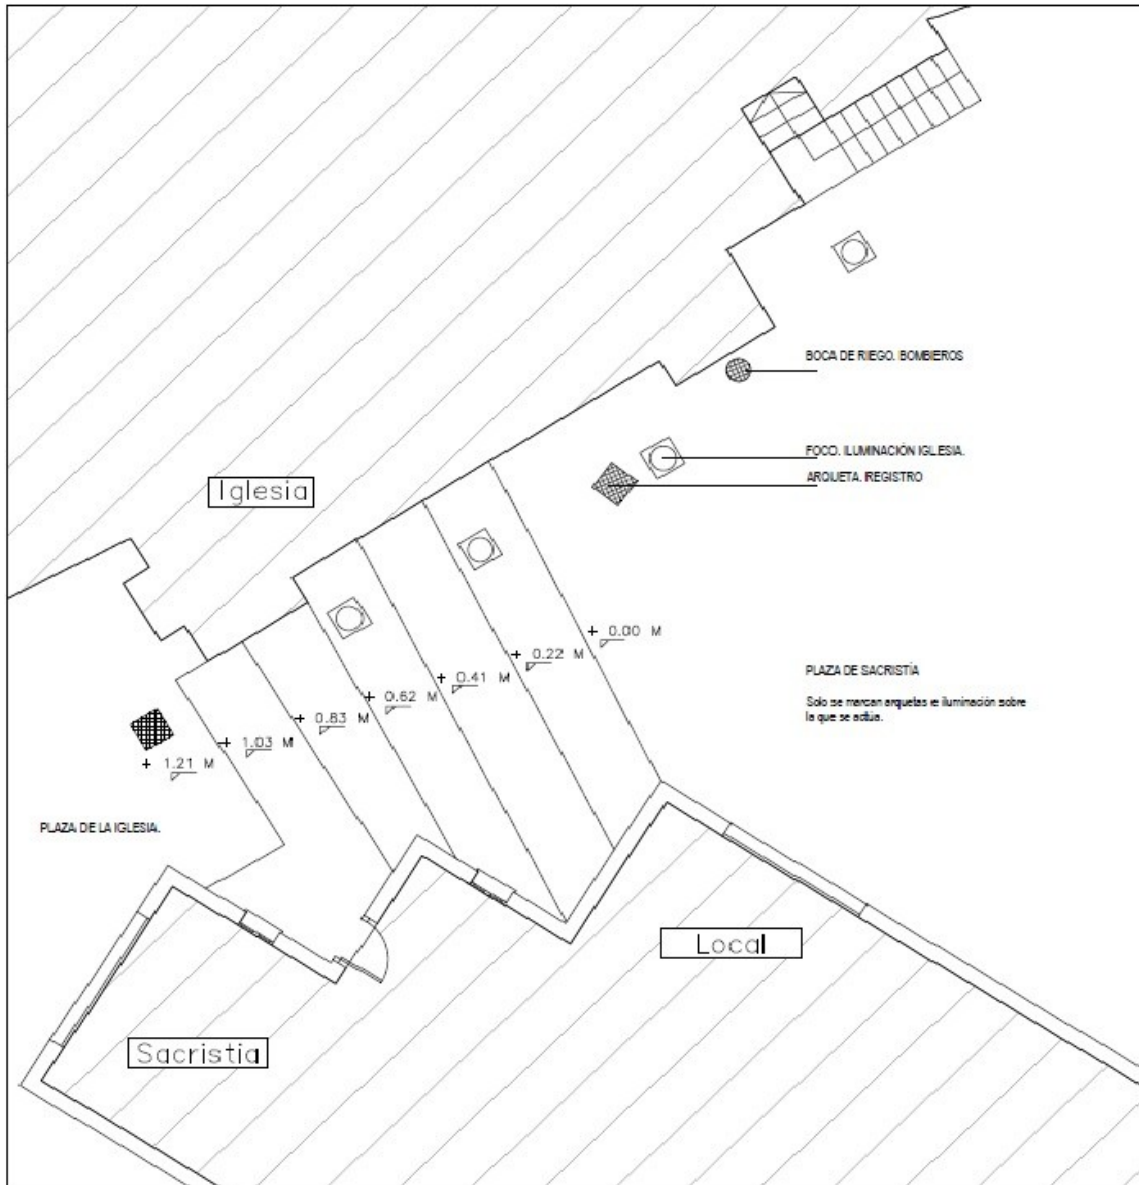 BOCA DE RIEGO. BOMBIEROS
FOCO. ILUMINACIÓN IGLESIA.
Iglesia
ARQUETA. REGISTRO
+ 0.00 M
+ 0.22 M
+ 0.41 M
+ 0.62 M
+ 0.83 M
+ 1.03 M
+ 1.21 M
PLAZA DE SACRISTÍA
Solo se marcan arquetas e iluminación sobre
la que se actúa.
PLAZA DE LA IGLESIA.
Local
Sacristia